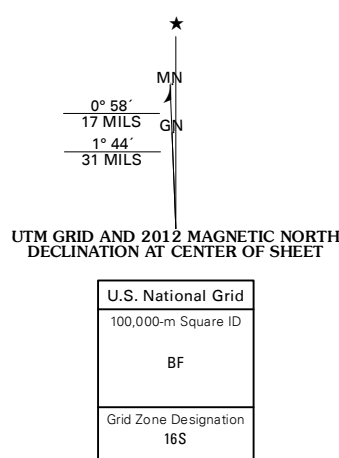 ★
MN
0° 58´
17 MILS
GN
1° 44´
31 MILS
UTM GRID AND 2012 MAGNETIC NORTH
DECLINATION AT CENTER OF SHEET
U.S. National Grid
100,000-m Square ID
BF
Grid Zone Designation
16S